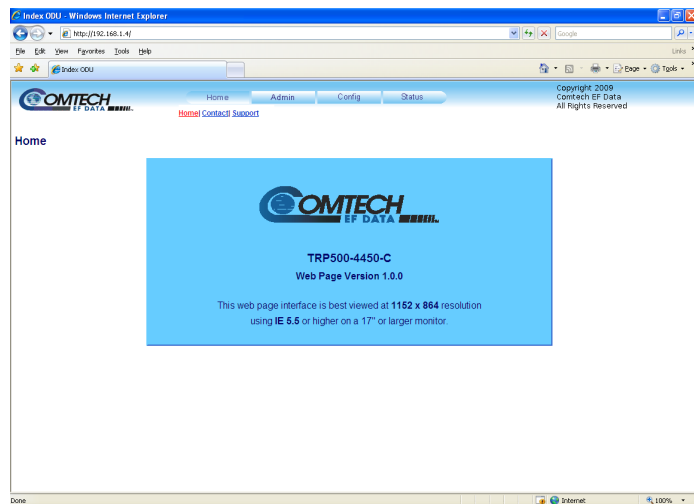 Index ODU - Windows Internet Explorer
http://192.168.1.4/
Google
File Edit View Favorites Tools Help
Links
Index ODU
Page Tools
COMTECH
EF DATA
Home Admin Config Status
Copyright 2009
Comtech EF Data
All Rights Reserved
Home| Contact| Support
Home
COMTECH
EF DATA
TRP500-4450-C
Web Page Version 1.0.0
This web page interface is best viewed at 1152 x 864 resolution
using IE 5.5 or higher on a 17" or larger monitor.
Done
Internet
100%